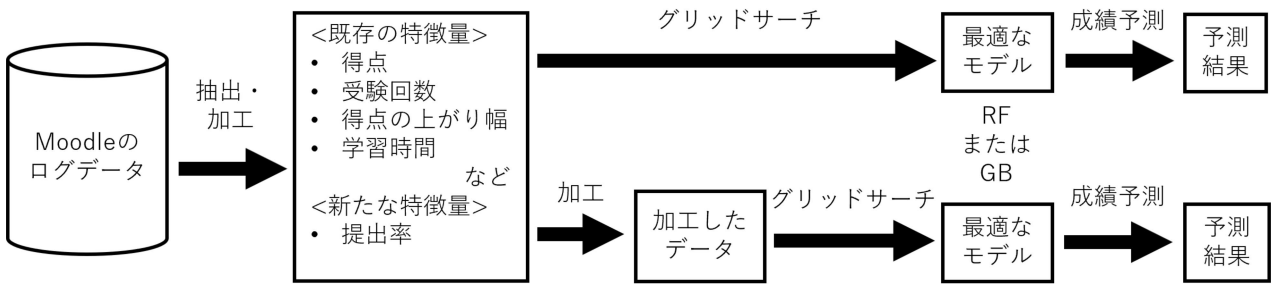 Moodleの
ログデータ
抽出・
加工
<既存の特徴量>
• 得点
• 受験回数
• 得点の上がり幅
• 学習時間
など
<新たな特徴量>
• 提出率
グリッドサーチ
最適な
モデル
成績予測
予測
結果
RF
または
GB
加工
加工した
データ
グリッドサーチ
最適な
モデル
成績予測
予測
結果